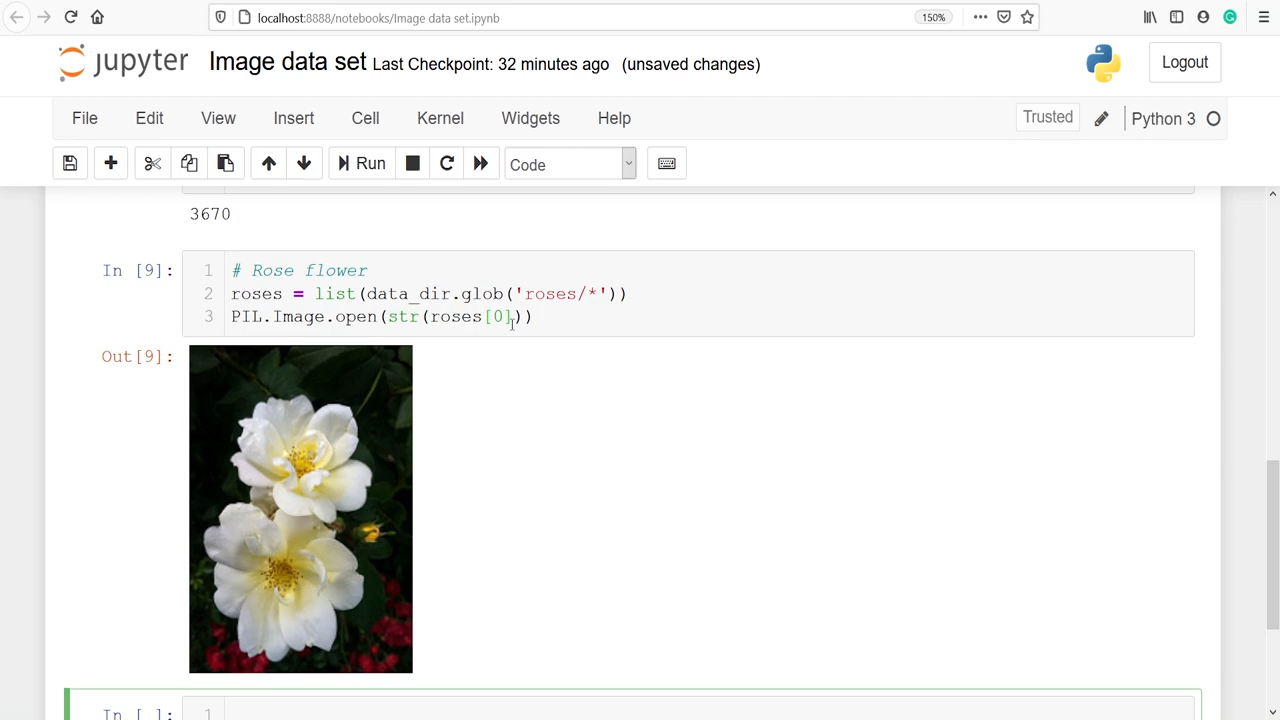 localhost:8888/notebooks/Image data set.ipynb 150%
jupyter Image data set Last Checkpoint: 32 minutes ago (unsaved changes) Logout
File Edit View Insert Cell Kernel Widgets Help Trusted Python 3
Run Code
3670
In [9]: 1 # Rose flower
2 roses = list(data_dir.glob('roses/*'))
3 PIL.Image.open(str(roses[0]))
Out[9]:
In [ ]: 1